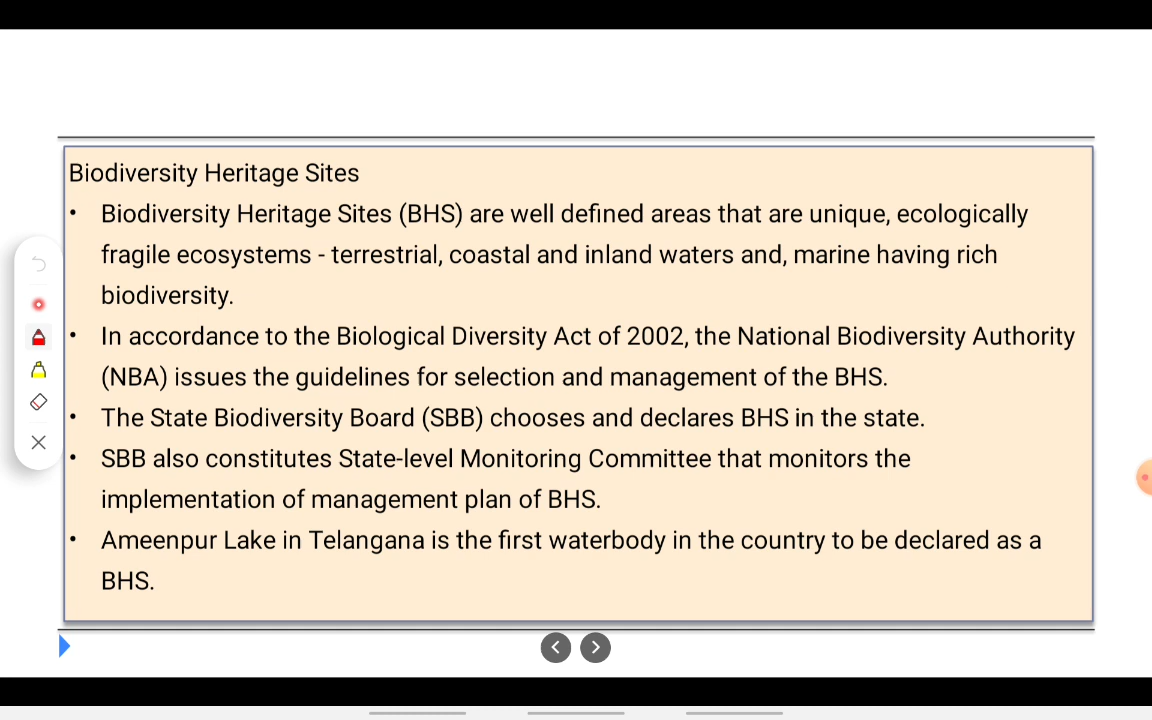 Biodiversity Heritage Sites
• Biodiversity Heritage Sites (BHS) are well defined areas that are unique, ecologically
fragile ecosystems - terrestrial, coastal and inland waters and, marine having rich
biodiversity.
• In accordance to the Biological Diversity Act of 2002, the National Biodiversity Authority
(NBA) issues the guidelines for selection and management of the BHS.
• The State Biodiversity Board (SBB) chooses and declares BHS in the state.
• SBB also constitutes State-level Monitoring Committee that monitors the
implementation of management plan of BHS.
• Ameenpur Lake in Telangana is the first waterbody in the country to be declared as a
BHS.